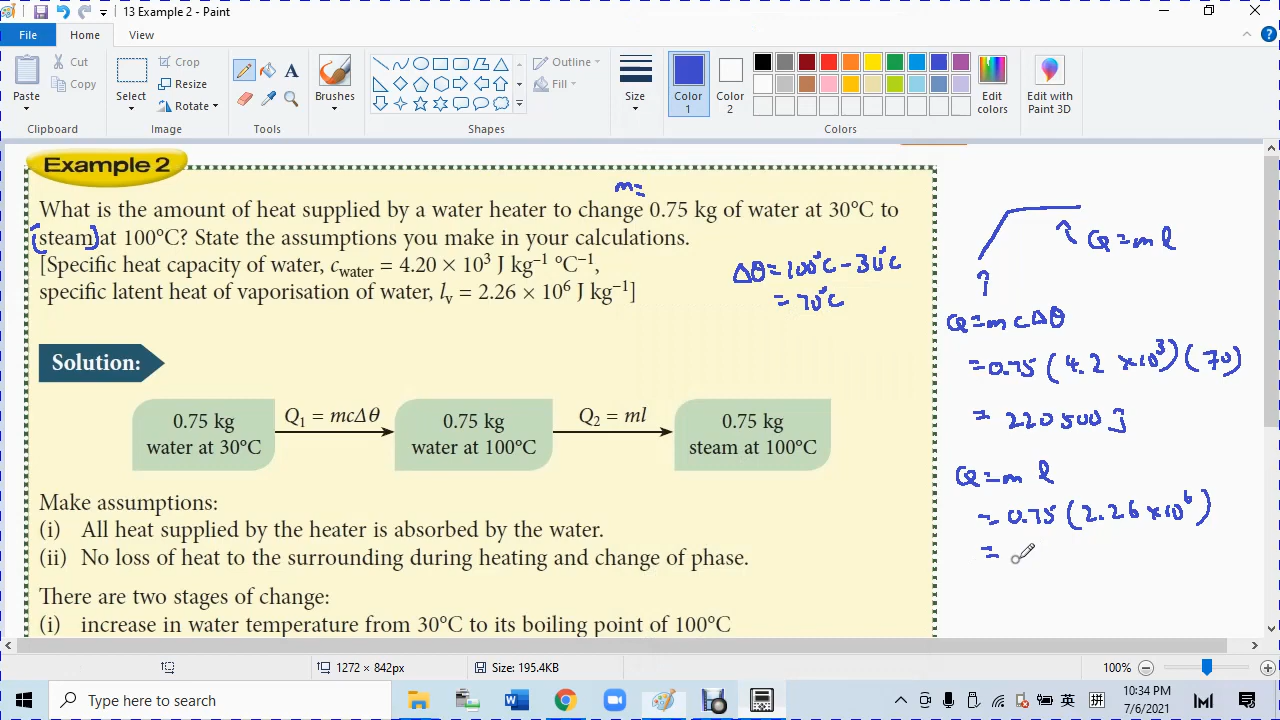 13 Example 2 - Paint
File Home View
Paste
Cut
Copy
Clipboard
Select
Crop
Resize
Rotate
Image
A
Tools
Brushes
Shapes
Outline
Fill
Size
Color 1
Color 2
Edit colors
Colors
Edit with Paint 3D
Example 2
m=
What is the amount of heat supplied by a water heater to change 0.75 kg of water at 30°C to
(steam) at 100°C? State the assumptions you make in your calculations.
[Specific heat capacity of water, c water = 4.20 × 10³ J kg⁻¹ °C⁻¹,
specific latent heat of vaporisation of water, lv = 2.26 × 10⁶ J kg⁻¹]
Δθ = 100°C - 30°C
= 70°C
Q = m l
Q = m c Δθ
= 0.75 (4.2 × 10³) (70)
= 220500 J
Q = m l
= 0.75 (2.26 × 10⁶)
=
Solution:
0.75 kg
water at 30°C
Q₁ = mcΔθ
0.75 kg
water at 100°C
Q₂ = ml
0.75 kg
steam at 100°C
Make assumptions:
(i) All heat supplied by the heater is absorbed by the water.
(ii) No loss of heat to the surrounding during heating and change of phase.
There are two stages of change:
(i) increase in water temperature from 30°C to its boiling point of 100°C
1272 × 842px
Size: 195.4KB
100%
Type here to search
英
拼
10:34 PM
7/6/2021